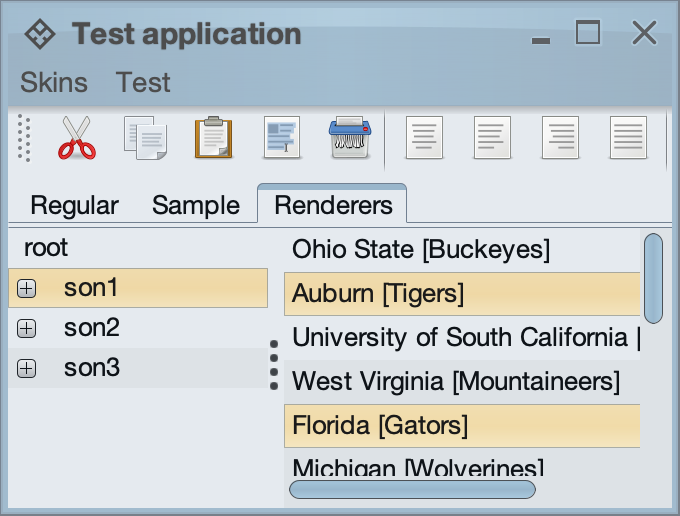 Test application
Skins Test
Regular Sample Renderers
root
son1
son2
son3
Ohio State [Buckeyes]
Auburn [Tigers]
University of South California [
West Virginia [Mountaineers]
Florida [Gators]
Michigan [Wolverines]